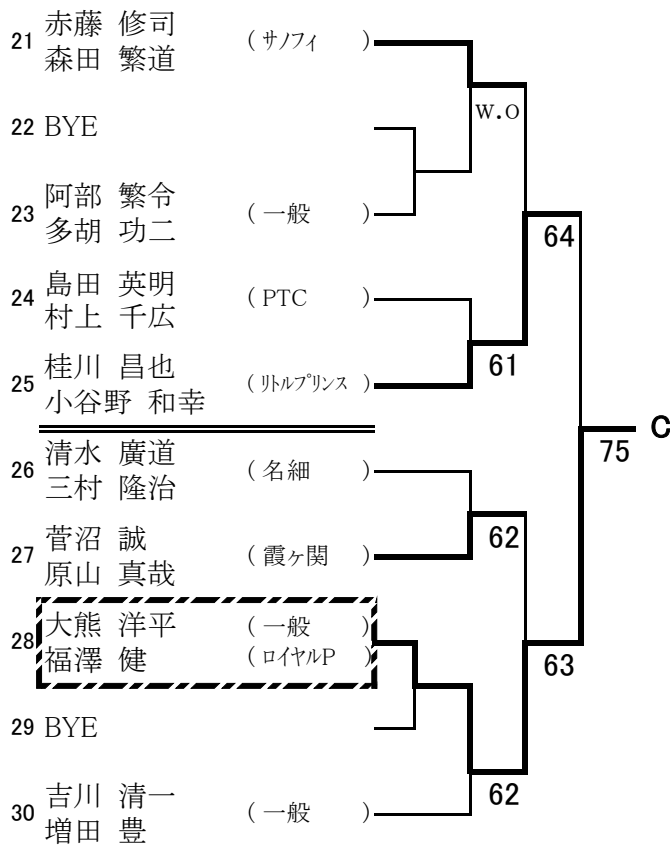 赤藤 修司
21 (サノフィ )
森田 繁道
W.O
22 BYE
阿部 繁令
23 (一般 )
多胡 功二
64
島田 英明
24 (PTC )
村上 千広
61
桂川 昌也
25 (リトルプリンス )
小谷野 和幸
C
75
清水 廣道
26 (名細 )
三村 隆治
62
菅沼 誠
27 (霞ヶ関 )
原山 真哉
大熊 洋平 (一般 )
28
福澤 健 (ロイヤルP )
63
29 BYE
62
吉川 清一
30 (一般 )
増田 豊